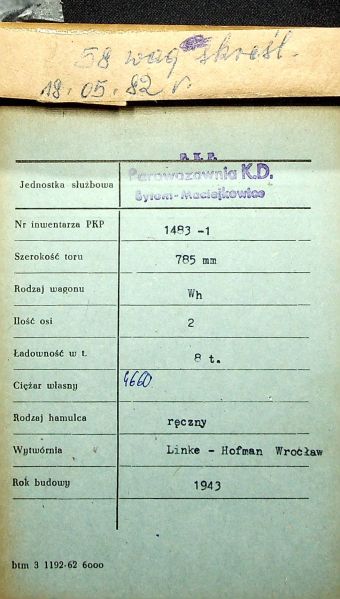 58 wag skreśl.
18.05.82 r.
P.K.P.
Jednostka służbowa Parowozownia K.D.
Bytom-Maciejkowice
Nr inwentarza PKP 1483 -1
Szerokość toru 785 mm
Rodzaj wagonu Wh
Ilość osi 2
Ładowność w t. 8 t.
Ciężar własny 4660
Rodzaj hamulca ręczny
Wytwórnia Linke - Hofman Wrocław
Rok budowy 1943
btm 3 1192-62 6000